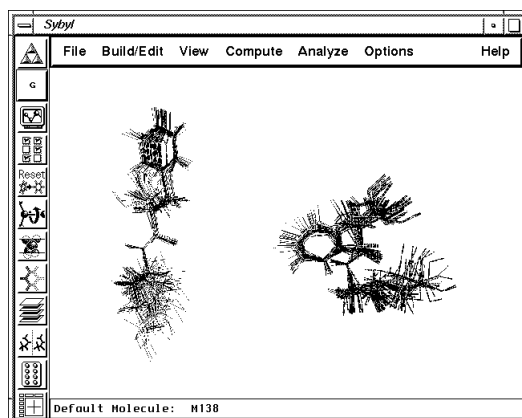 Sybyl
File Build/Edit View Compute Analyze Options Help
G
Reset
Default Molecule: M138